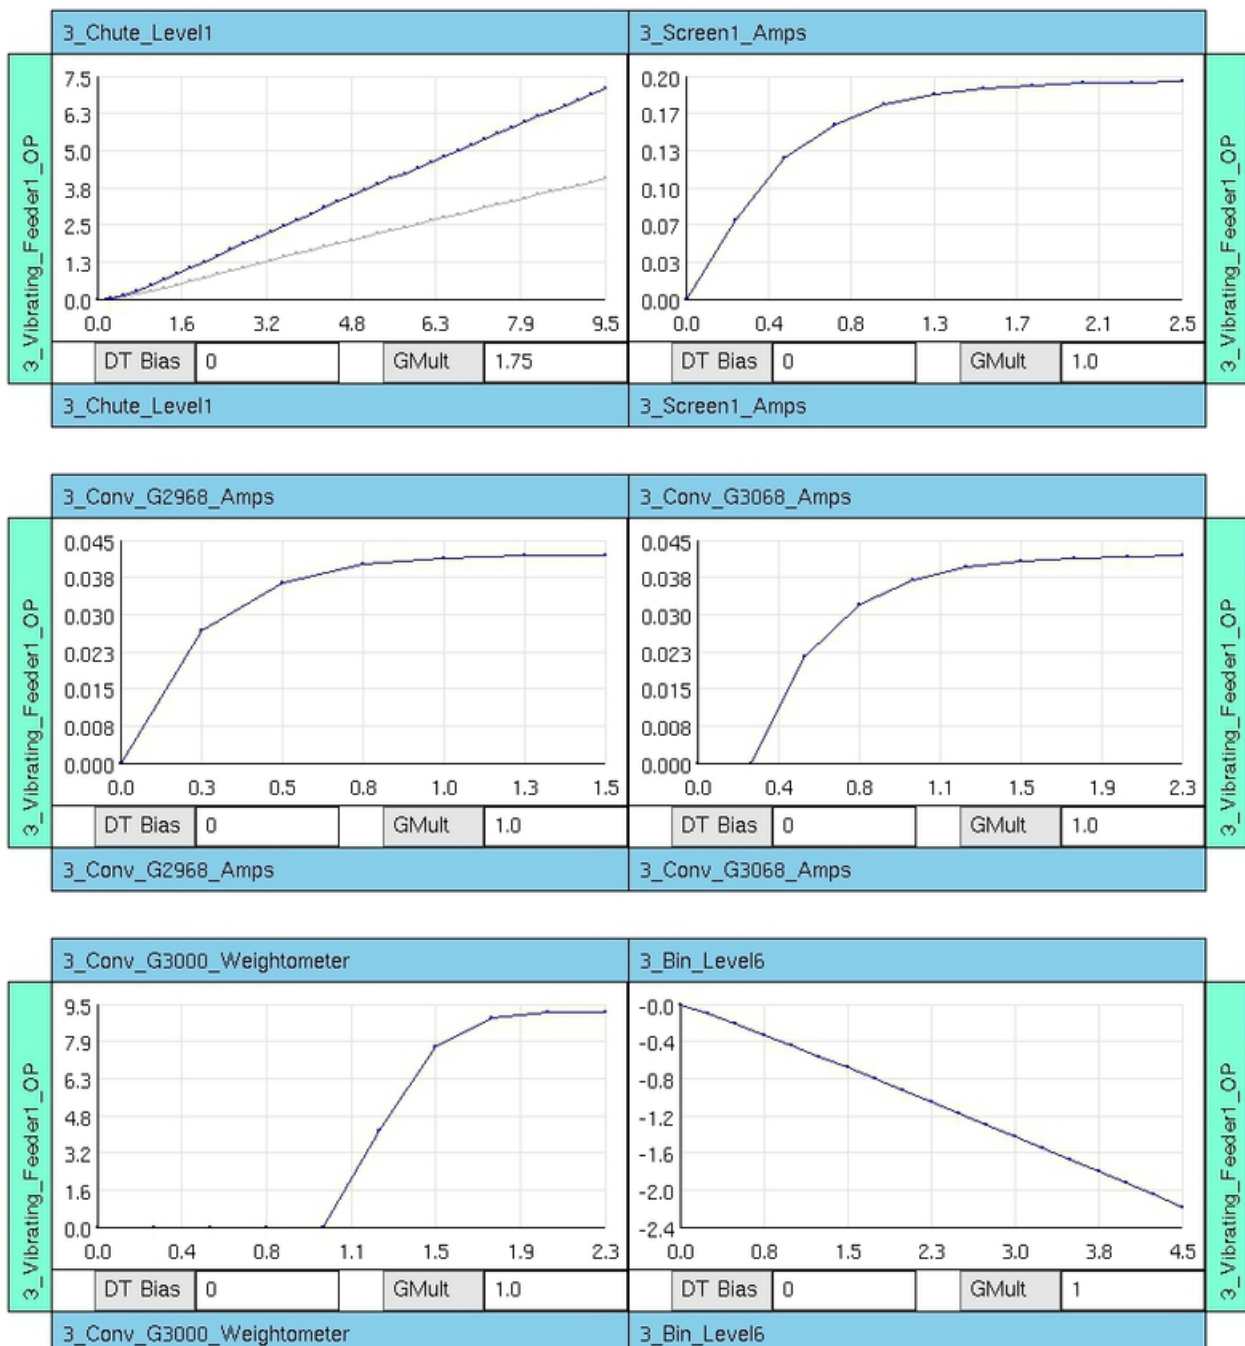 3_Chute_Level1
3_Screen1_Amps
3_Vibrating_Feeder1_OP
7.5
6.3
5.0
3.8
2.5
1.3
0.0
0.0 1.6 3.2 4.8 6.3 7.9 9.5
DT Bias 0 GMult 1.75
3_Chute_Level1
0.20
0.17
0.13
0.10
0.07
0.03
0.00
0.0 0.4 0.8 1.3 1.7 2.1 2.5
DT Bias 0 GMult 1.0
3_Screen1_Amps
3_Vibrating_Feeder1_OP
3_Conv_G2968_Amps
3_Conv_G3068_Amps
3_Vibrating_Feeder1_OP
0.045
0.038
0.030
0.023
0.015
0.008
0.000
0.0 0.3 0.5 0.8 1.0 1.3 1.5
DT Bias 0 GMult 1.0
3_Conv_G2968_Amps
0.045
0.038
0.030
0.023
0.015
0.008
0.000
0.0 0.4 0.8 1.1 1.5 1.9 2.3
DT Bias 0 GMult 1.0
3_Conv_G3068_Amps
3_Vibrating_Feeder1_OP
3_Conv_G3000_Weightometer
3_Bin_Level6
3_Vibrating_Feeder1_OP
9.5
7.9
6.3
4.8
3.2
1.6
0.0
0.0 0.4 0.8 1.1 1.5 1.9 2.3
DT Bias 0 GMult 1.0
3_Conv_G3000_Weightometer
-0.0
-0.4
-0.8
-1.2
-1.6
-2.0
-2.4
0.0 0.8 1.5 2.3 3.0 3.8 4.5
DT Bias 0 GMult 1
3_Bin_Level6
3_Vibrating_Feeder1_OP